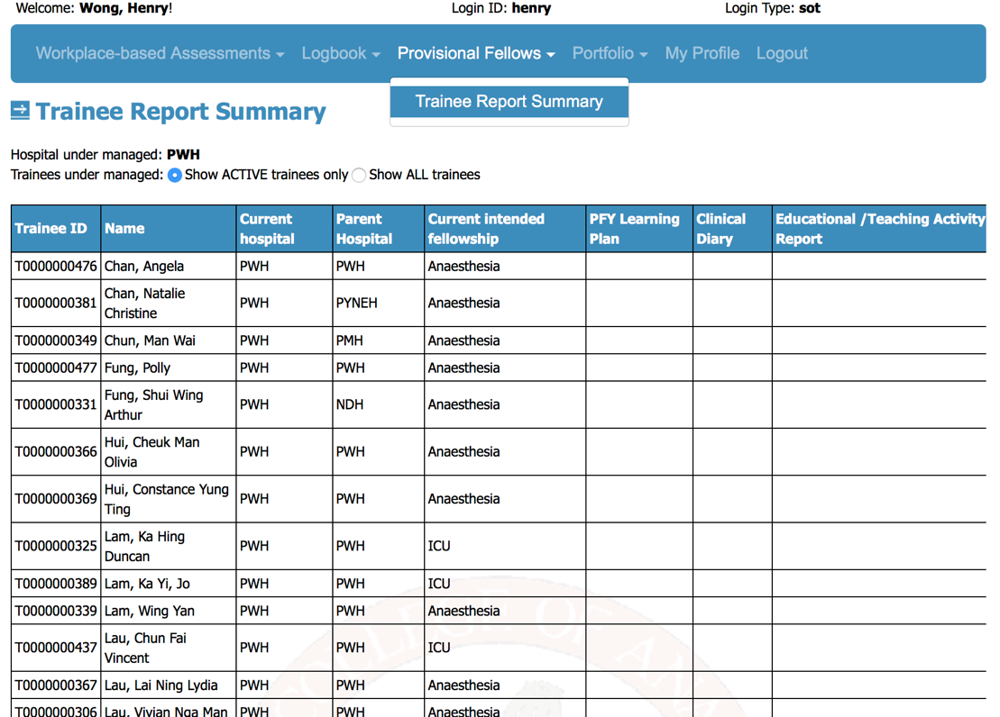 Welcome: Wong, Henry! Login ID: henry Login Type: sot
Workplace-based Assessments Logbook Provisional Fellows Portfolio My Profile Logout
Trainee Report Summary
Trainee Report Summary
Hospital under managed: PWH
Trainees under managed: Show ACTIVE trainees only Show ALL trainees
Trainee ID Name Current hospital Parent Hospital Current intended fellowship PFY Learning Plan Clinical Diary Educational /Teaching Activity Report
T0000000476 Chan, Angela PWH PWH Anaesthesia
T0000000381 Chan, Natalie Christine PWH PYNEH Anaesthesia
T0000000349 Chun, Man Wai PWH PMH Anaesthesia
T0000000477 Fung, Polly PWH PWH Anaesthesia
T0000000331 Fung, Shui Wing Arthur PWH NDH Anaesthesia
T0000000366 Hui, Cheuk Man Olivia PWH PWH Anaesthesia
T0000000369 Hui, Constance Yung Ting PWH PWH Anaesthesia
T0000000325 Lam, Ka Hing Duncan PWH PWH ICU
T0000000389 Lam, Ka Yi, Jo PWH PWH ICU
T0000000339 Lam, Wing Yan PWH PWH Anaesthesia
T0000000437 Lau, Chun Fai Vincent PWH PWH ICU
T0000000367 Lau, Lai Ning Lydia PWH PWH Anaesthesia
T0000000306 Lau, Vivian Nga Man PWH PWH Anaesthesia
COLLEGE OF ANA